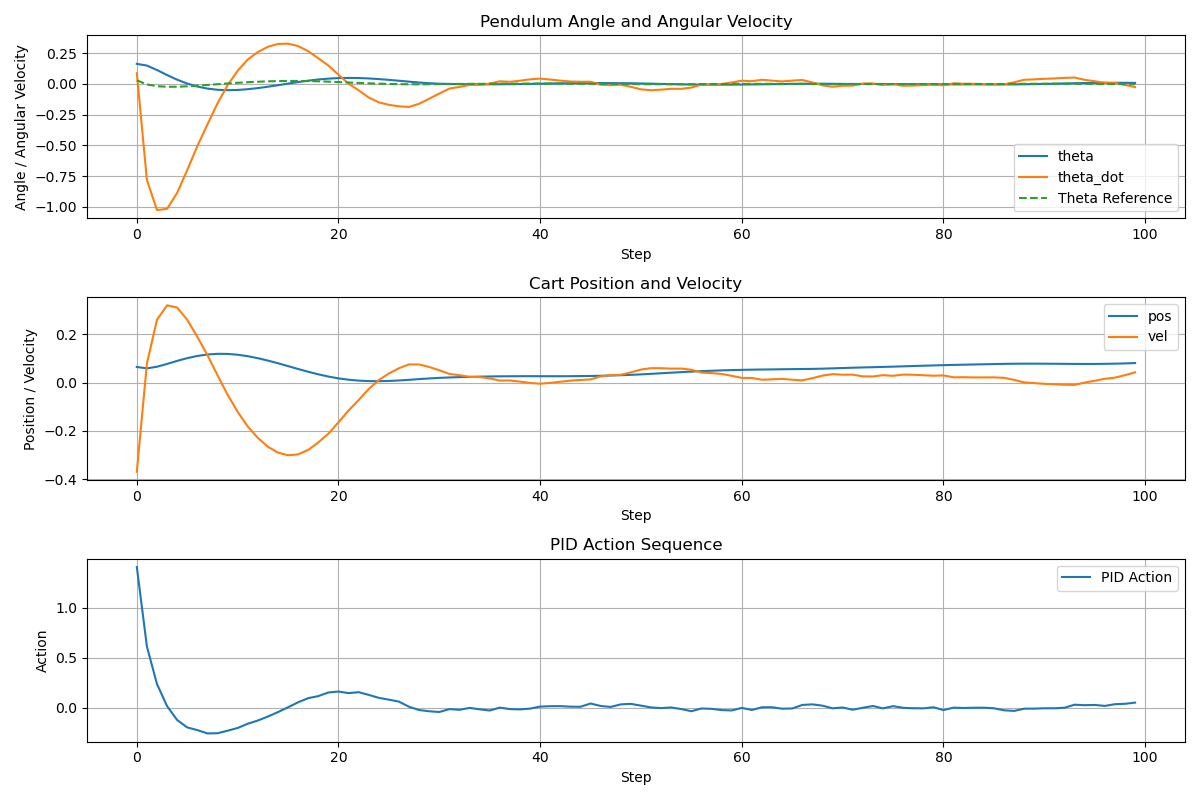 Pendulum Angle and Angular Velocity
Angle / Angular Velocity
0.25
0.00
−0.25
−0.50
−0.75
−1.00
theta
theta_dot
Theta Reference
0 20 40 60 80 100
Step
Cart Position and Velocity
Position / Velocity
0.2
0.0
−0.2
−0.4
pos
vel
0 20 40 60 80 100
Step
PID Action Sequence
Action
1.0
0.5
0.0
PID Action
0 20 40 60 80 100
Step